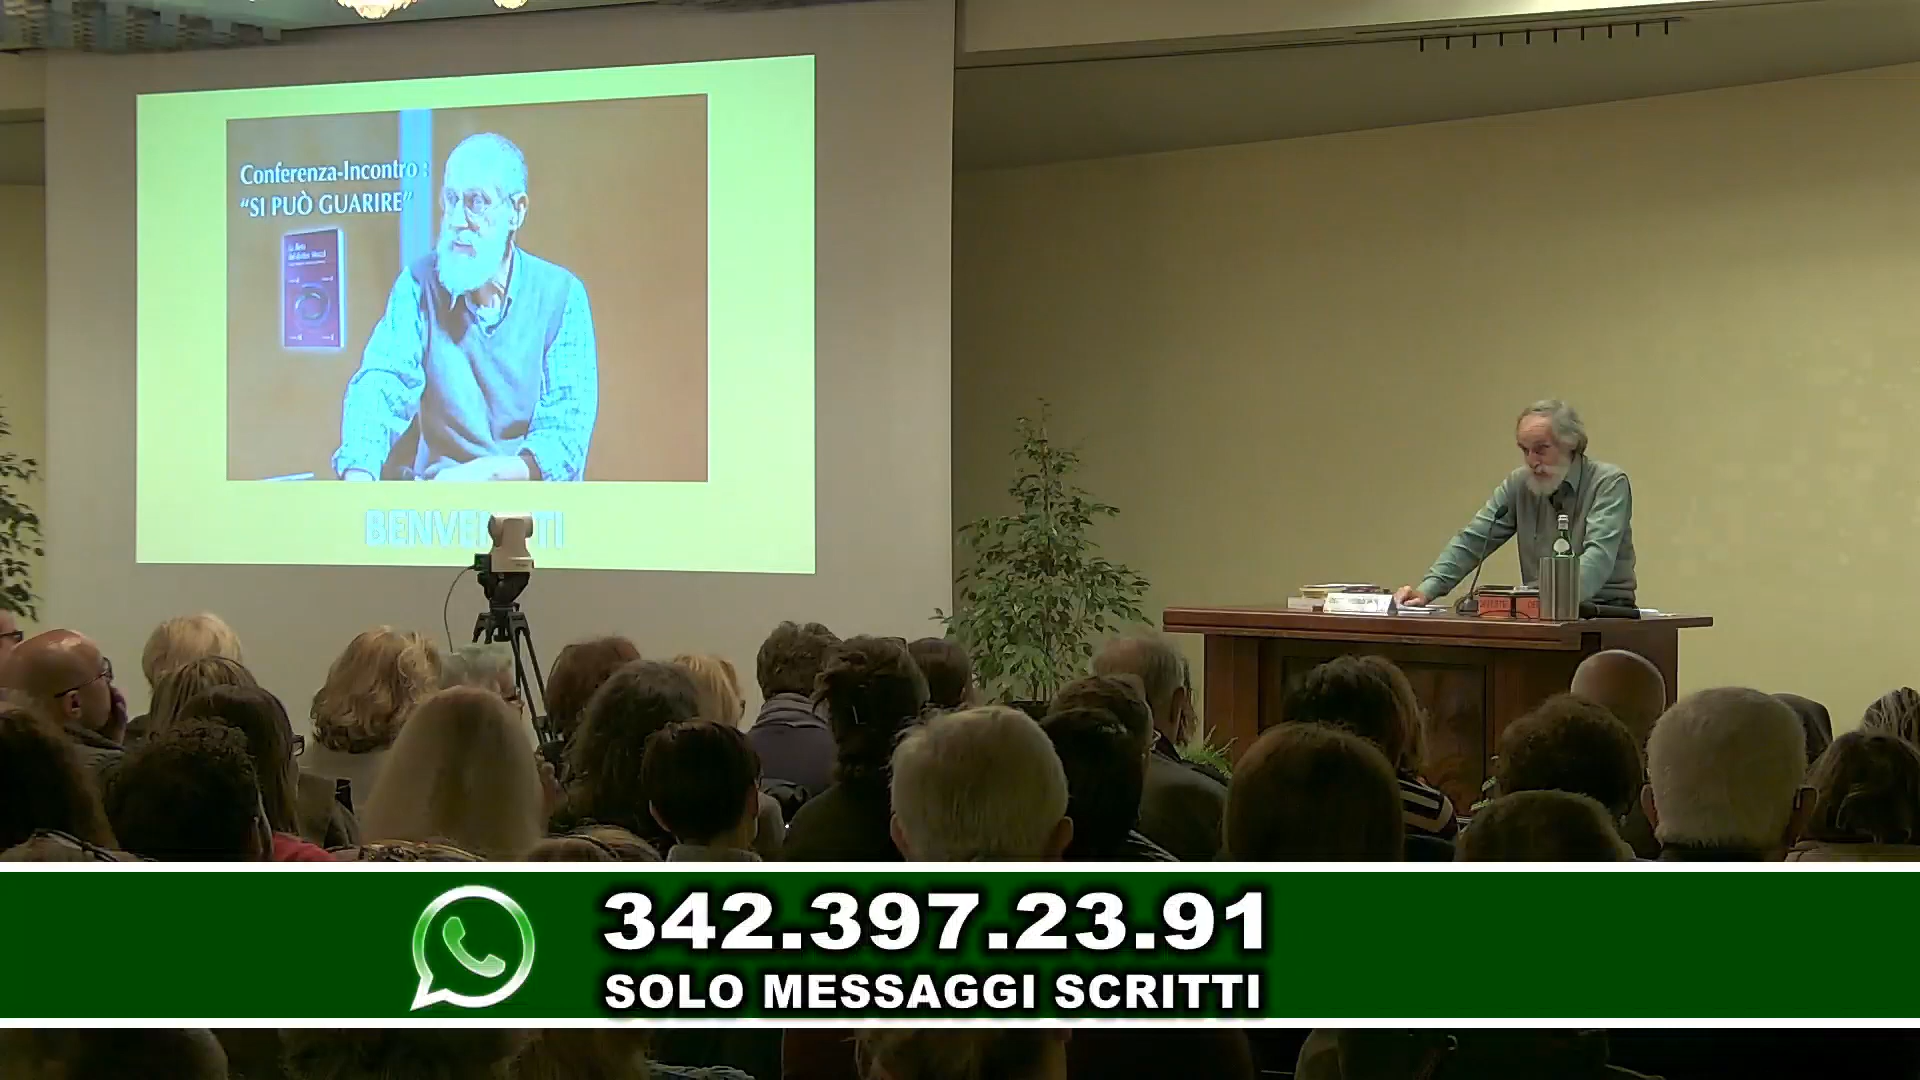 Conferenza-Incontro :
“SI PUÒ GUARIRE”
342.397.23.91
SOLO MESSAGGI SCRITTI